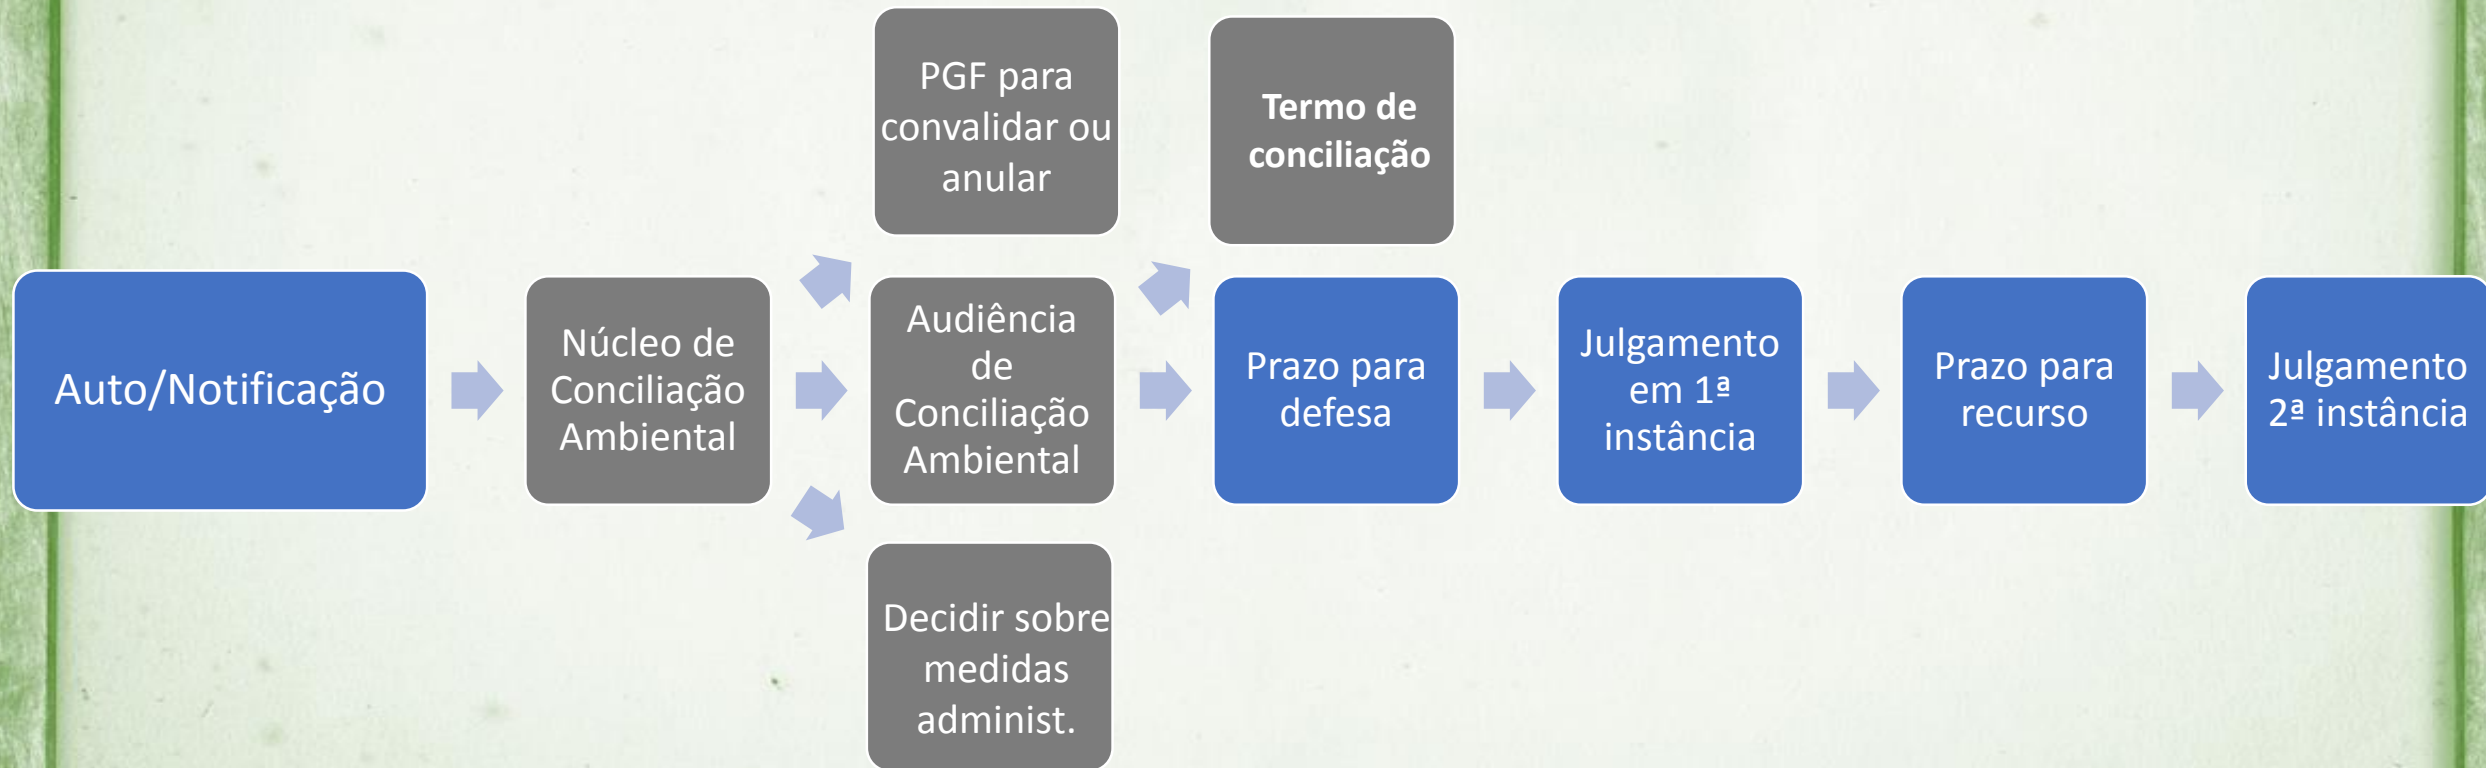 PGF para
convalidar ou
anular
Termo de
conciliação
Auto/Notificação
Núcleo de
Conciliação
Ambiental
Audiência
de
Conciliação
Ambiental
Prazo para
defesa
Julgamento
em 1ª
instância
Prazo para
recurso
Julgamento
2ª instância
Decidir sobre
medidas
administ.